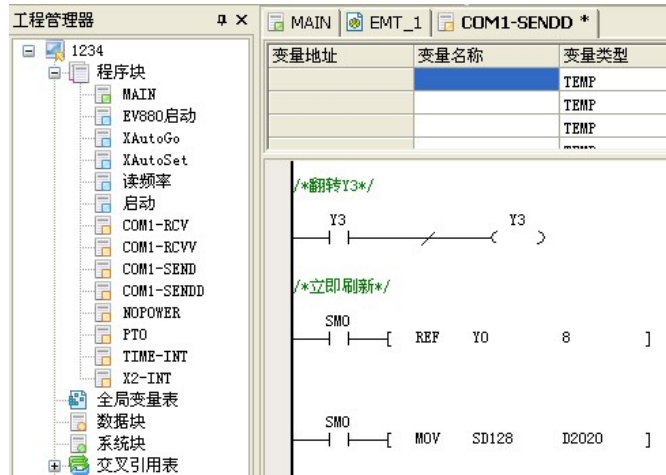 工程管理器
MAIN EMT_1 COM1-SENDD *
1234
程序块
MAIN
EV880启动
XAutoGo
XAutoSet
读频率
启动
COM1-RCV
COM1-RCVV
COM1-SEND
COM1-SENDD
NOPOWER
PTO
TIME-INT
X2-INT
全局变量表
数据块
系统块
交叉引用表
变量地址 变量名称 变量类型
TEMP
TEMP
TEMP
TEMP
/*翻转Y3*/
Y3 Y3
/*立即刷新*/
SM0
[ REF Y0 8 ]
SM0
[ MOV SD128 D2020 ]